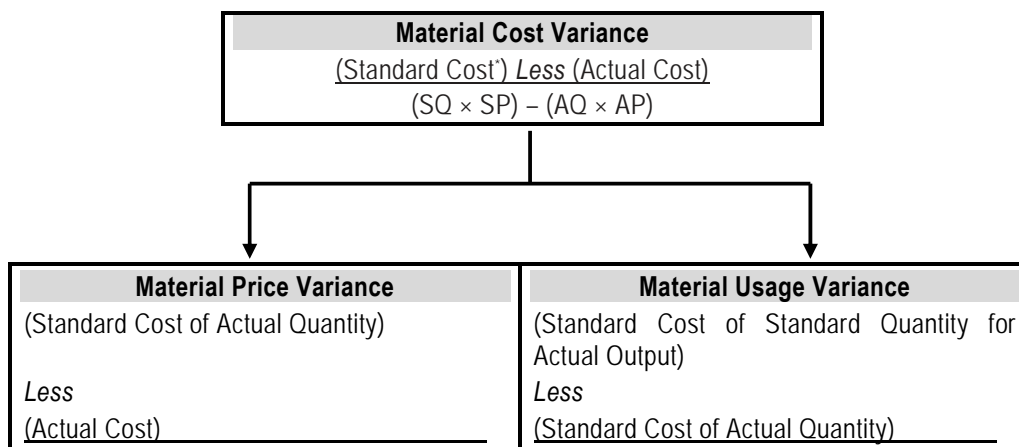 Material Cost Variance
(Standard Cost*) Less (Actual Cost)
(SQ × SP) – (AQ × AP)
Material Price Variance
(Standard Cost of Actual Quantity)
Less
(Actual Cost)
Material Usage Variance
(Standard Cost of Standard Quantity for
Actual Output)
Less
(Standard Cost of Actual Quantity)